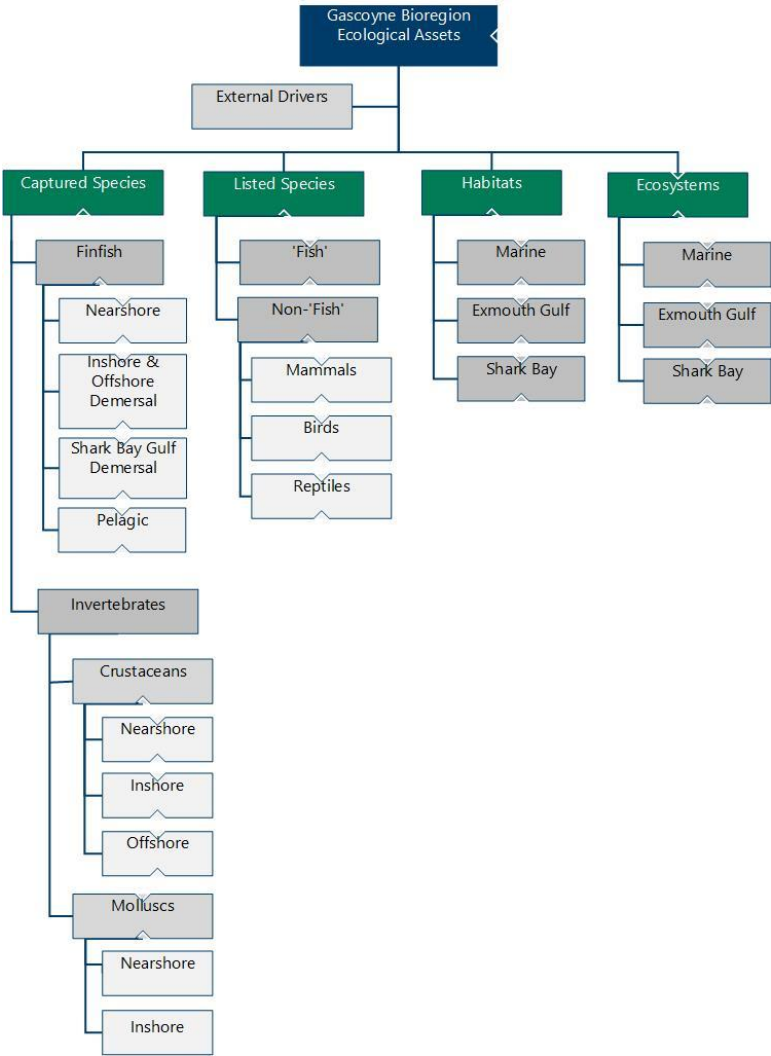 Gascoyne Bioregion
Ecological Assets
External Drivers
Captured Species
Finfish
Nearshore
Inshore &
Offshore
Demersal
Shark Bay Gulf
Demersal
Pelagic
Invertebrates
Crustaceans
Nearshore
Inshore
Offshore
Molluscs
Nearshore
Inshore
Listed Species
'Fish'
Non-'Fish'
Mammals
Birds
Reptiles
Habitats
Marine
Exmouth Gulf
Shark Bay
Ecosystems
Marine
Exmouth Gulf
Shark Bay